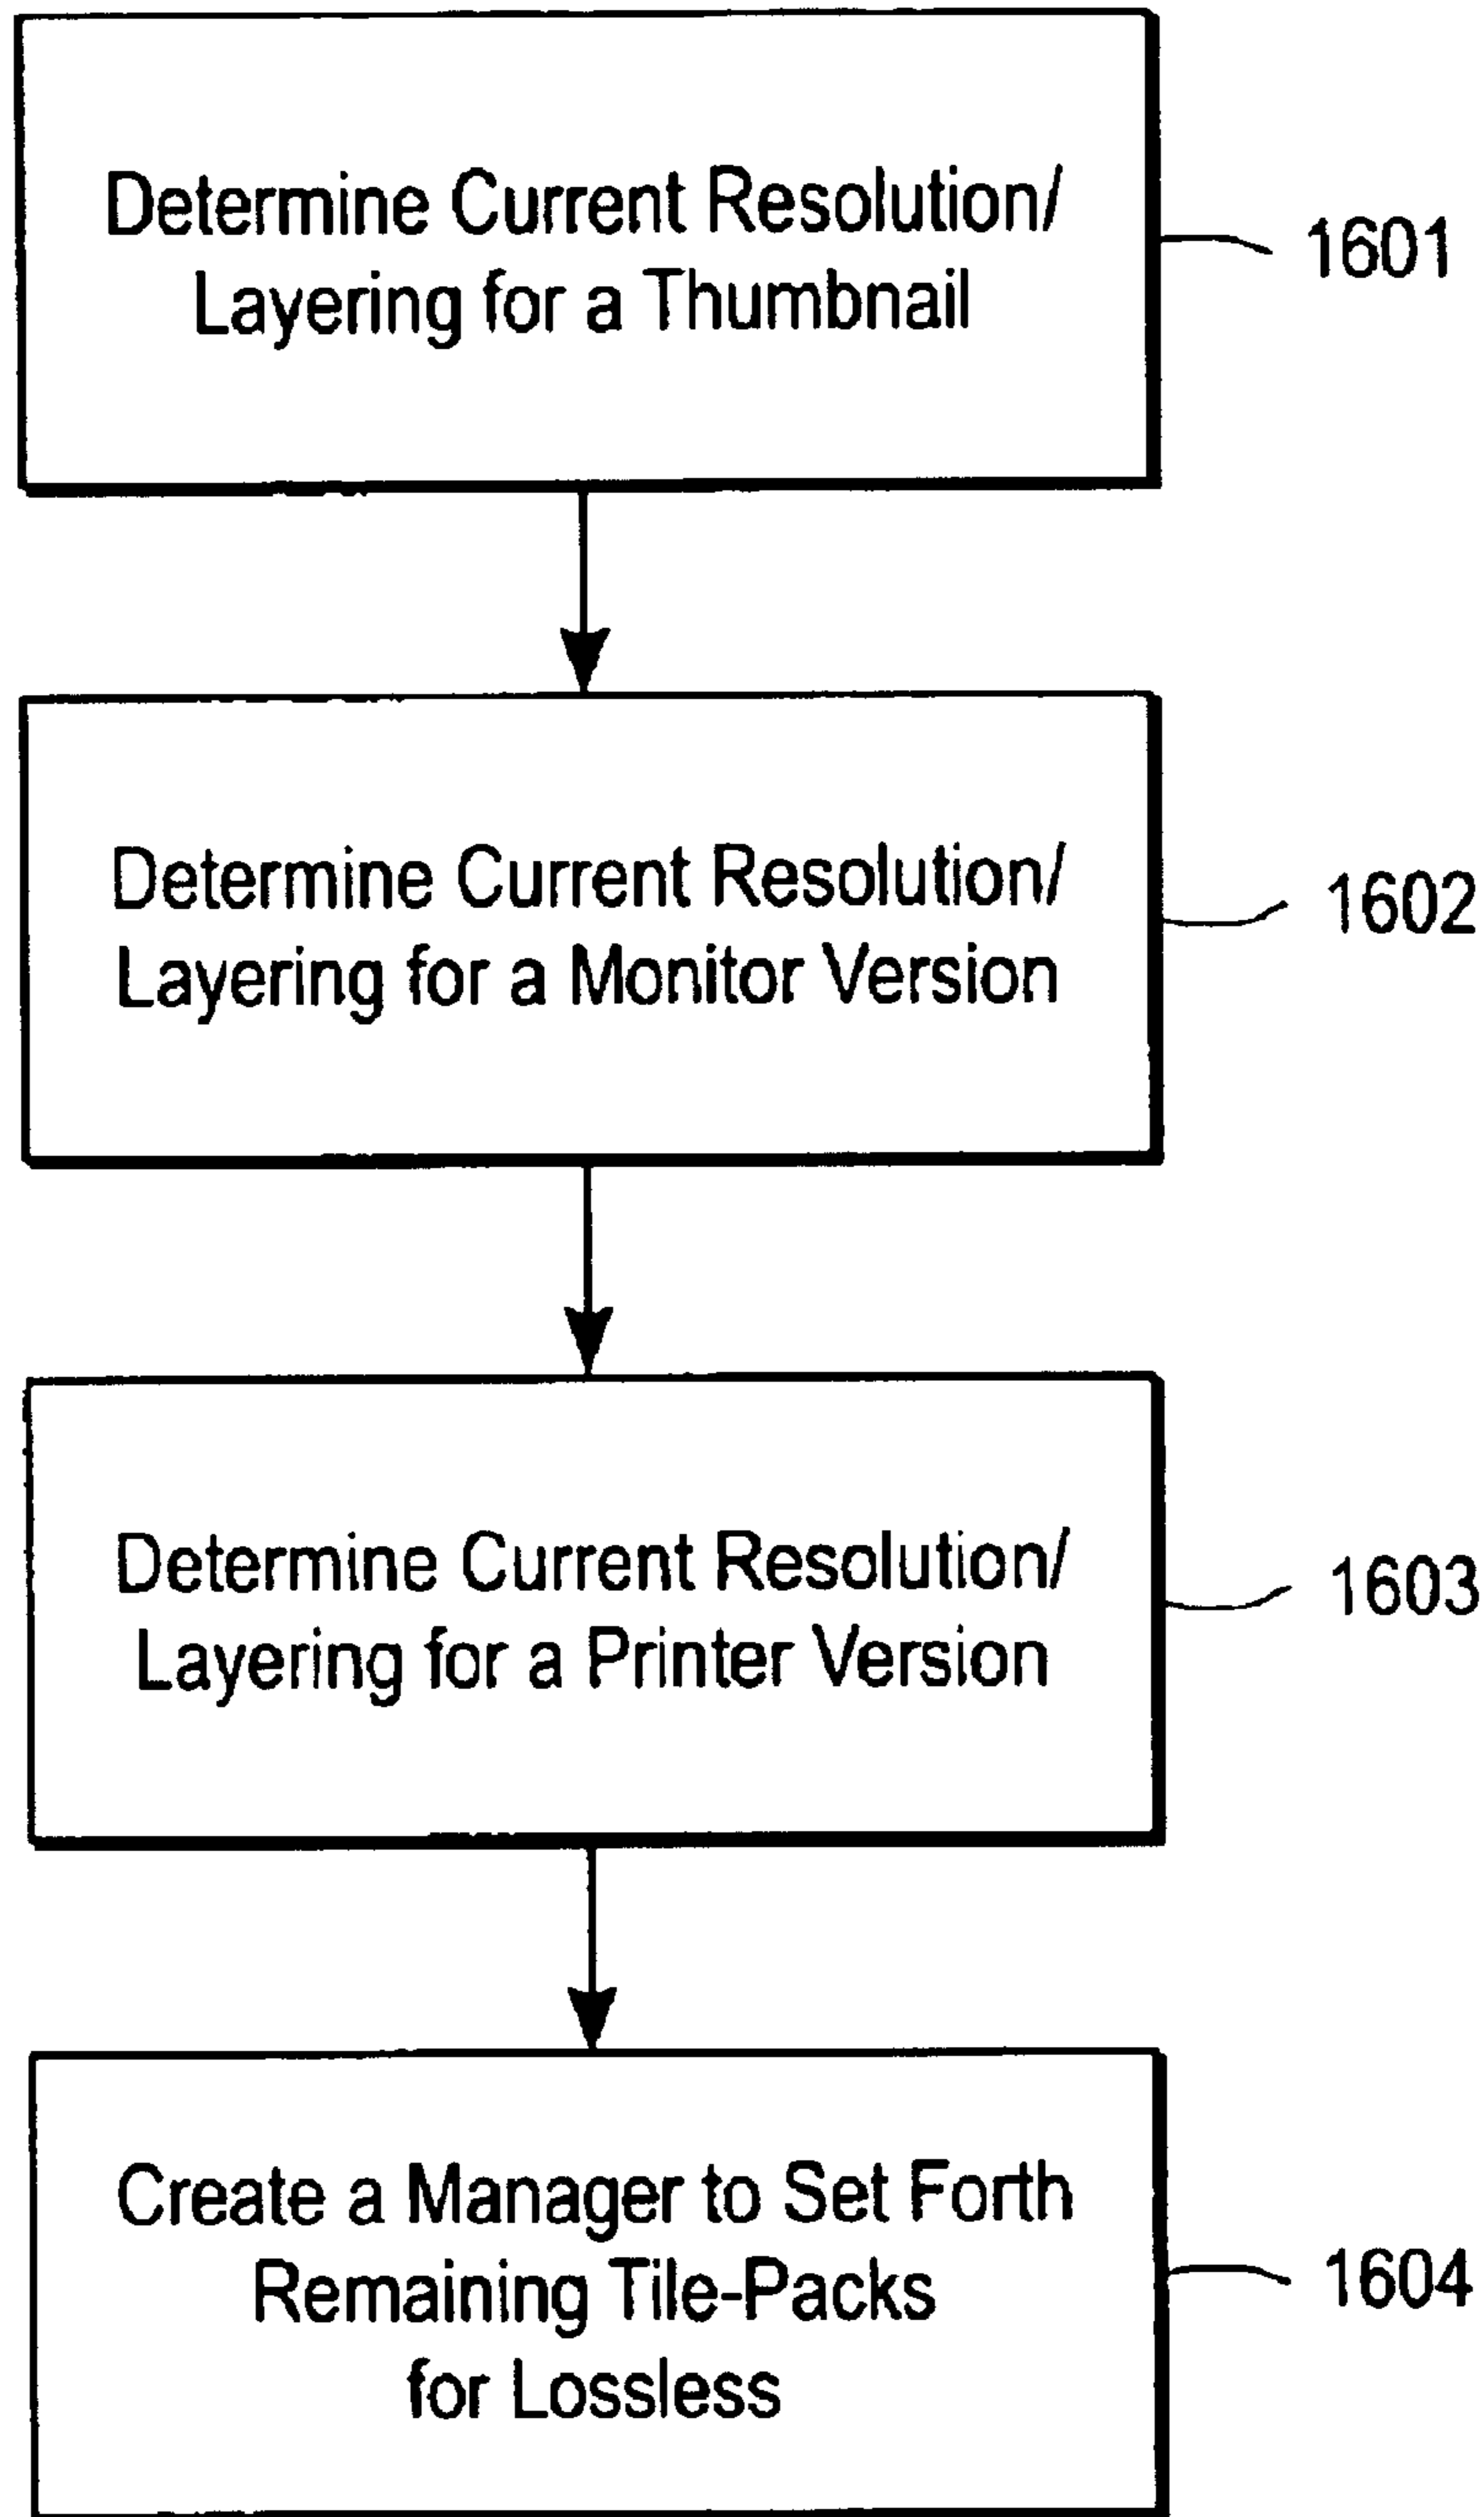 Determine Current Resolution/
Layering for a Thumbnail
1601
Determine Current Resolution/
Layering for a Monitor Version
1602
Determine Current Resolution/
Layering for a Printer Version
1603
Create a Manager to Set Forth
Remaining Tile-Packs
for Lossless
1604